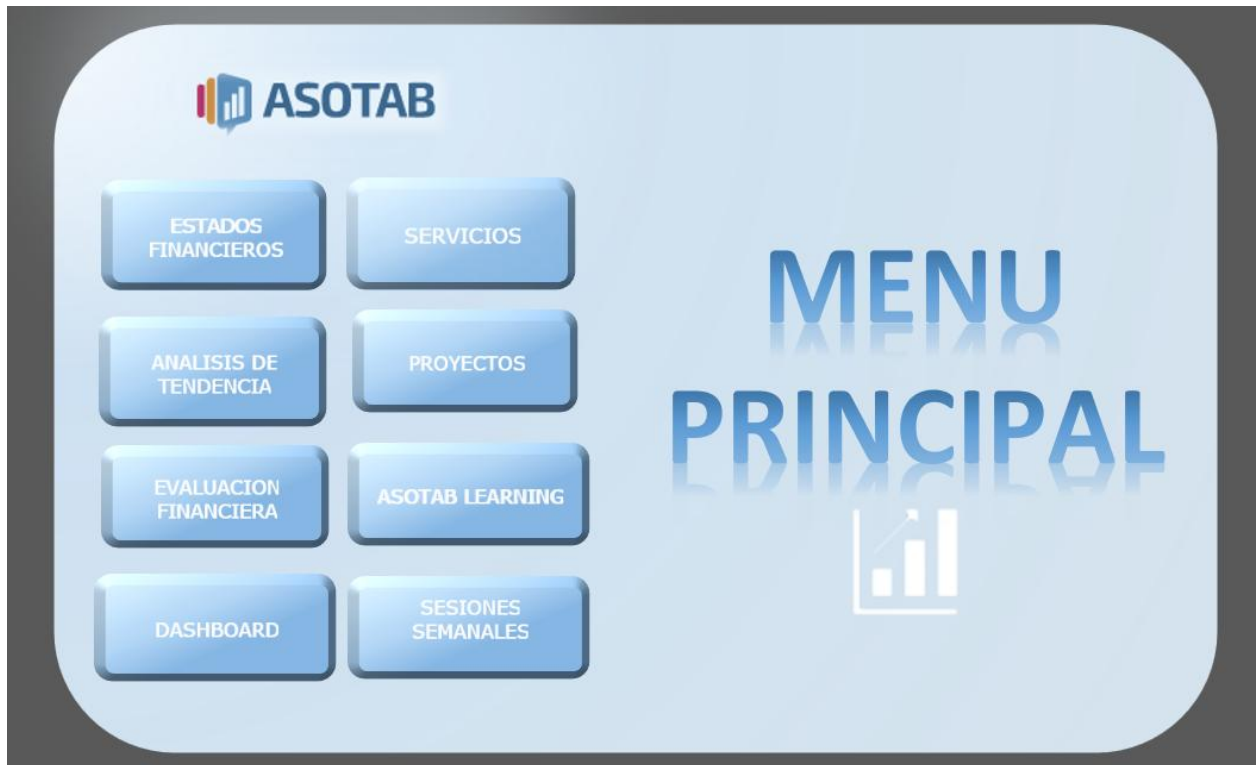 ASOTAB
ESTADOS
FINANCIEROS
SERVICIOS
ANALISIS DE
TENDENCIA
PROYECTOS
EVALUACION
FINANCIERA
ASOTAB LEARNING
DASHBOARD
SESIONES
SEMANALES
MENU
PRINCIPAL